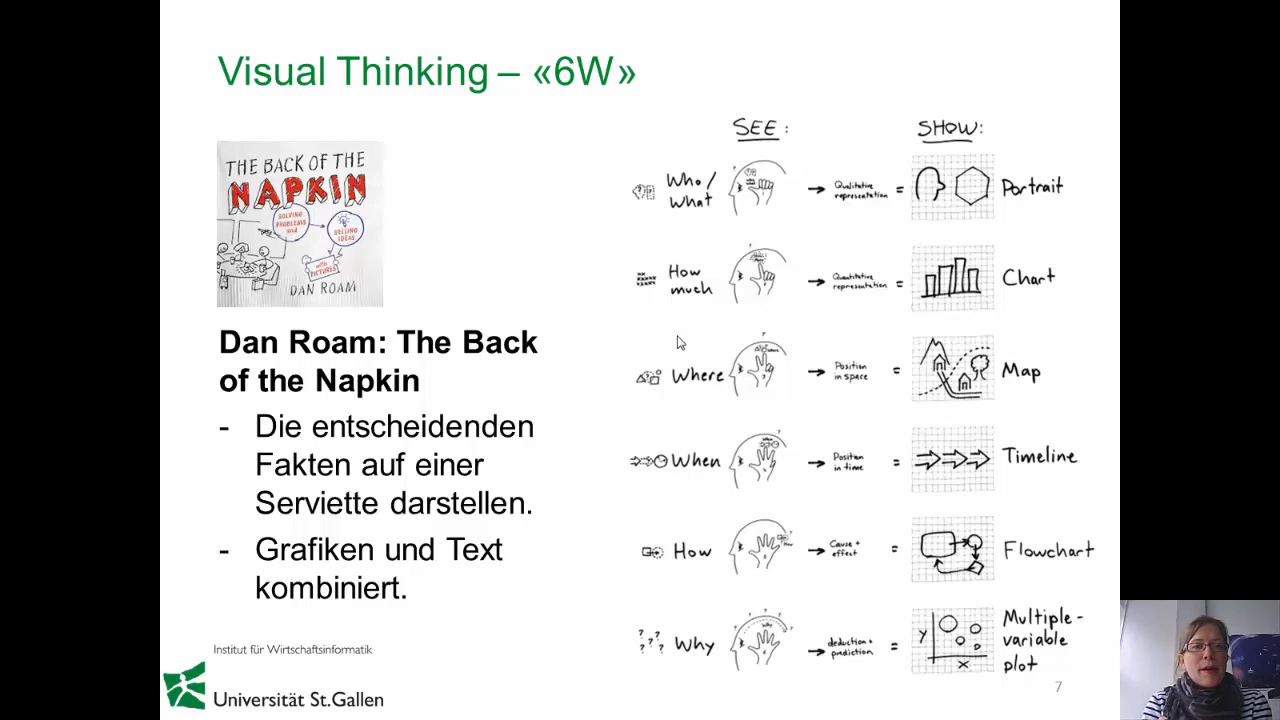 Visual Thinking – «6W»
THE BACK OF THE
NAPKIN
SOLVING
PROBLEMS
and
SELLING
IDEAS
with
PICTURES
DAN ROAM
Dan Roam: The Back
of the Napkin
- Die entscheidenden
Fakten auf einer
Serviette darstellen.
- Grafiken und Text
kombiniert.
SEE:
SHOW:
Who/
what
Qualitative
representation
=
Portrait
How
much
Quantitative
representation
=
Chart
Where
Position
in space
=
Map
When
Position
in time
=
Timeline
How
Cause +
effect
=
Flowchart
? ? ? ? ?
Why
deduction +
prediction
=
Y
X
Multiple-
variable
plot
Institut für Wirtschaftsinformatik
Universität St.Gallen
7